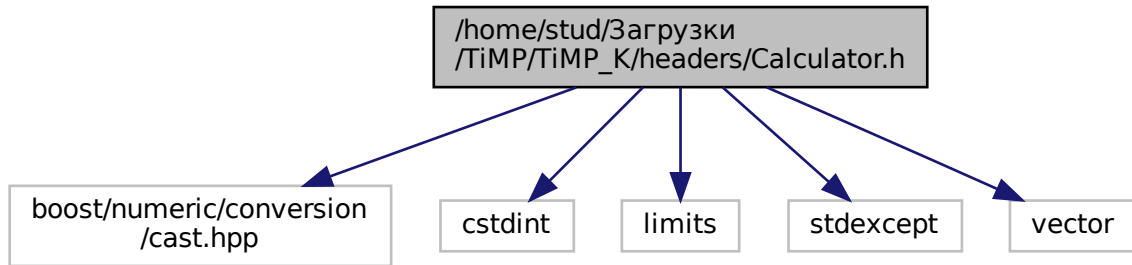 /home/stud/Загрузки
/TiMP/TiMP_K/headers/Calculator.h
boost/numeric/conversion
/cast.hpp
cstdint
limits
stdexcept
vector